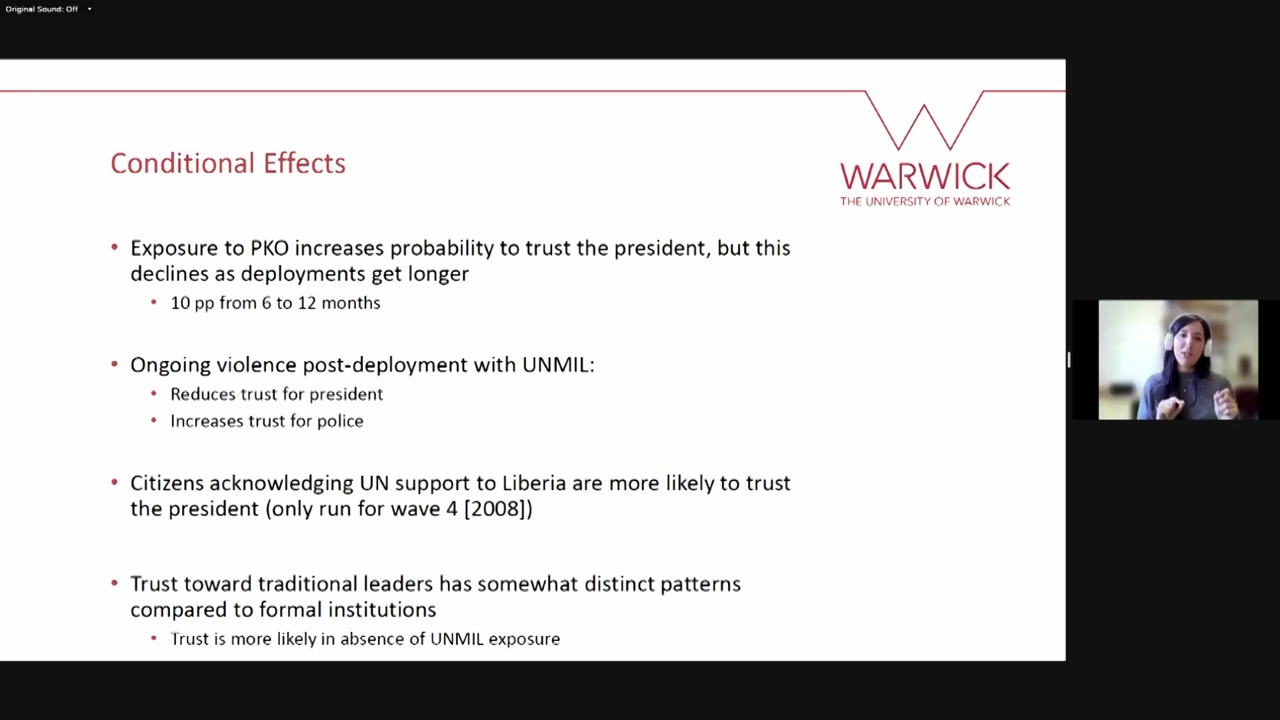 Original Sound: Off
WARWICK
THE UNIVERSITY OF WARWICK
Conditional Effects
• Exposure to PKO increases probability to trust the president, but this
declines as deployments get longer
• 10 pp from 6 to 12 months
• Ongoing violence post-deployment with UNMIL:
• Reduces trust for president
• Increases trust for police
• Citizens acknowledging UN support to Liberia are more likely to trust
the president (only run for wave 4 [2008])
• Trust toward traditional leaders has somewhat distinct patterns
compared to formal institutions
• Trust is more likely in absence of UNMIL exposure